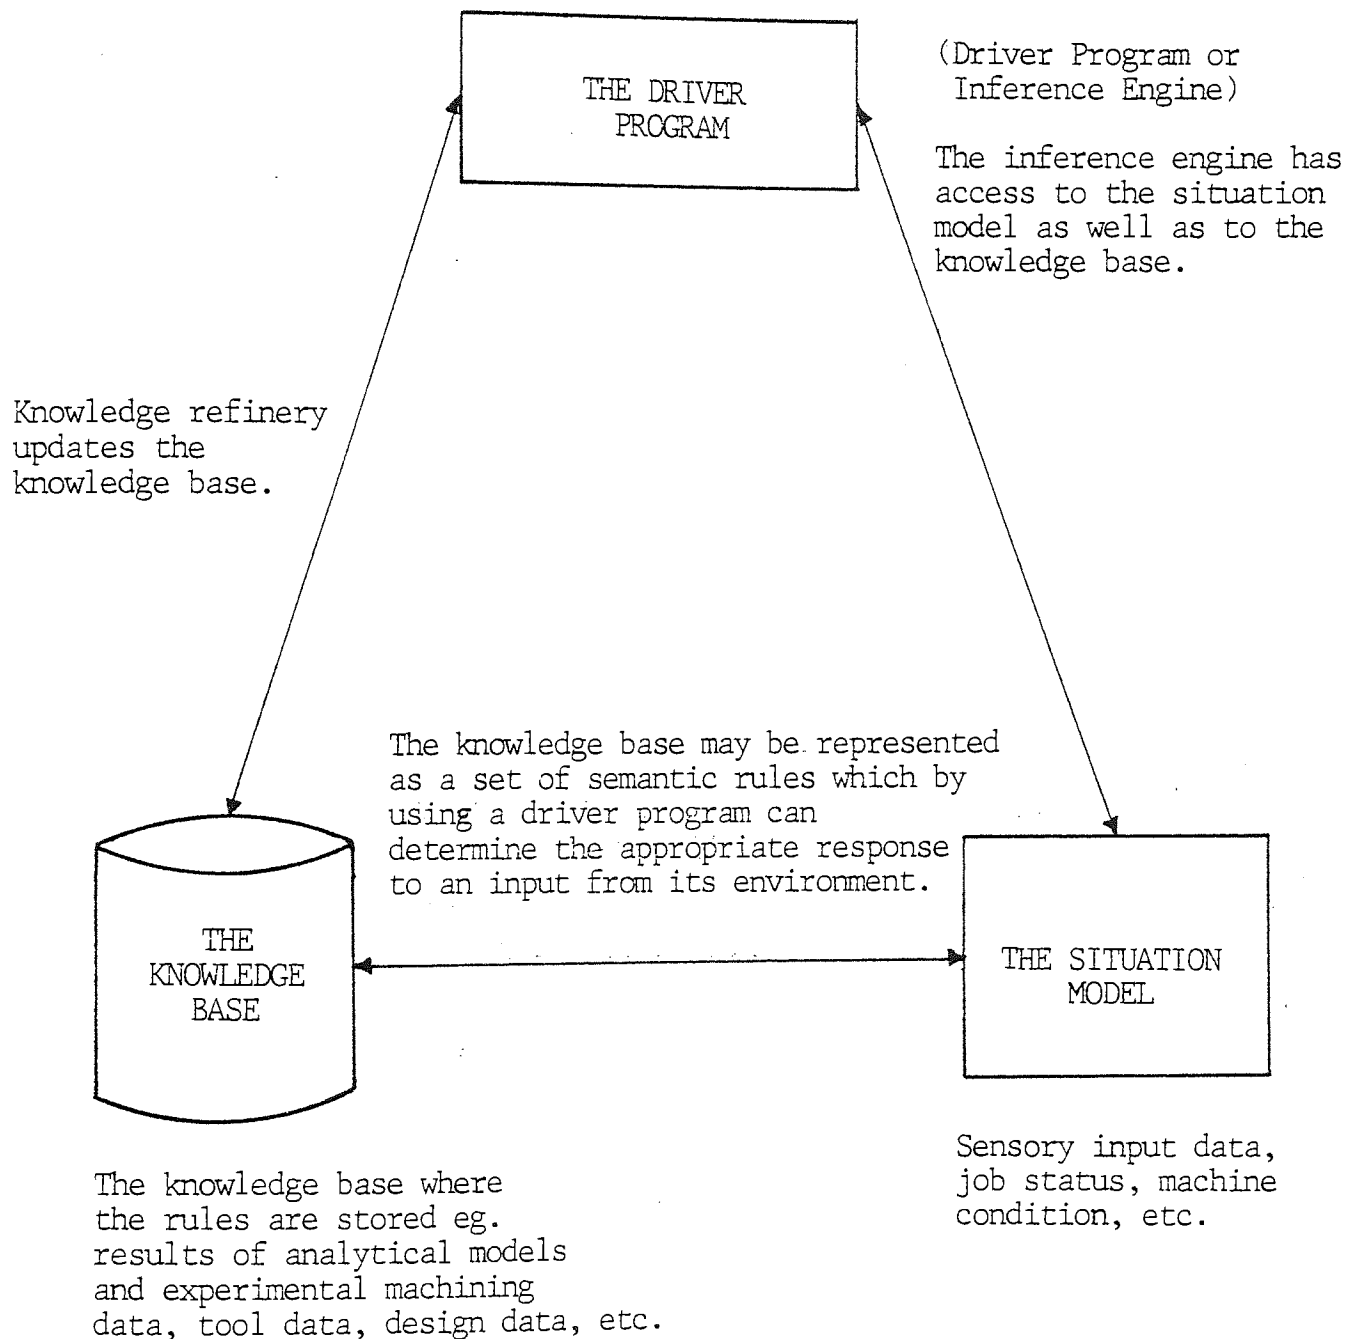 THE DRIVER
PROGRAM
(Driver Program or
Inference Engine)
The inference engine has
access to the situation
model as well as to the
knowledge base.
Knowledge refinery
updates the
knowledge base.
The knowledge base may be represented
as a set of semantic rules which by
using a driver program can
determine the appropriate response
to an input from its environment.
THE
KNOWLEDGE
BASE
THE SITUATION
MODEL
Sensory input data,
job status, machine
condition, etc.
The knowledge base where
the rules are stored eg.
results of analytical models
and experimental machining
data, tool data, design data, etc.